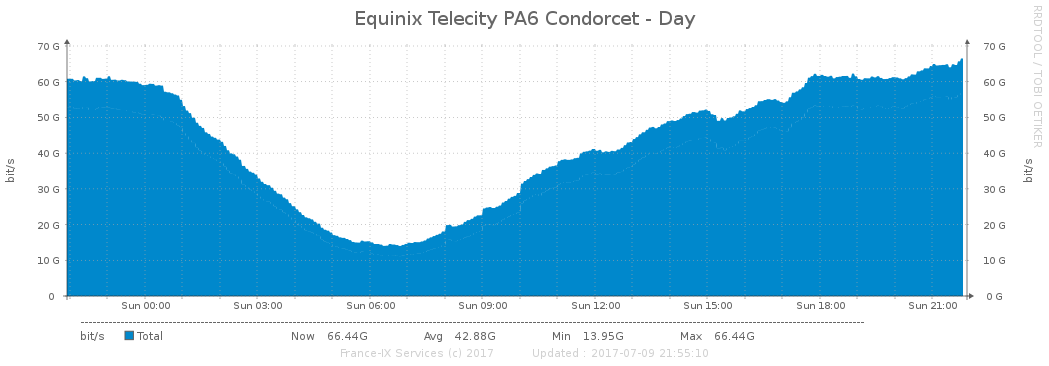 Equinix Telecity PA6 Condorcet - Day
RRDTOOL / TOBI OETIKER
70 G 70 G
60 G 60 G
50 G 50 G
40 G 40 G
30 G 30 G
20 G 20 G
10 G 10 G
0 0 G
bit/s bit/s
Sun 00:00 Sun 03:00 Sun 06:00 Sun 09:00 Sun 12:00 Sun 15:00 Sun 18:00 Sun 21:00
bit/s Total Now 66.44G Avg 42.88G Min 13.95G Max 66.44G
France-IX Services (c) 2017 Updated : 2017-07-09 21:55:10